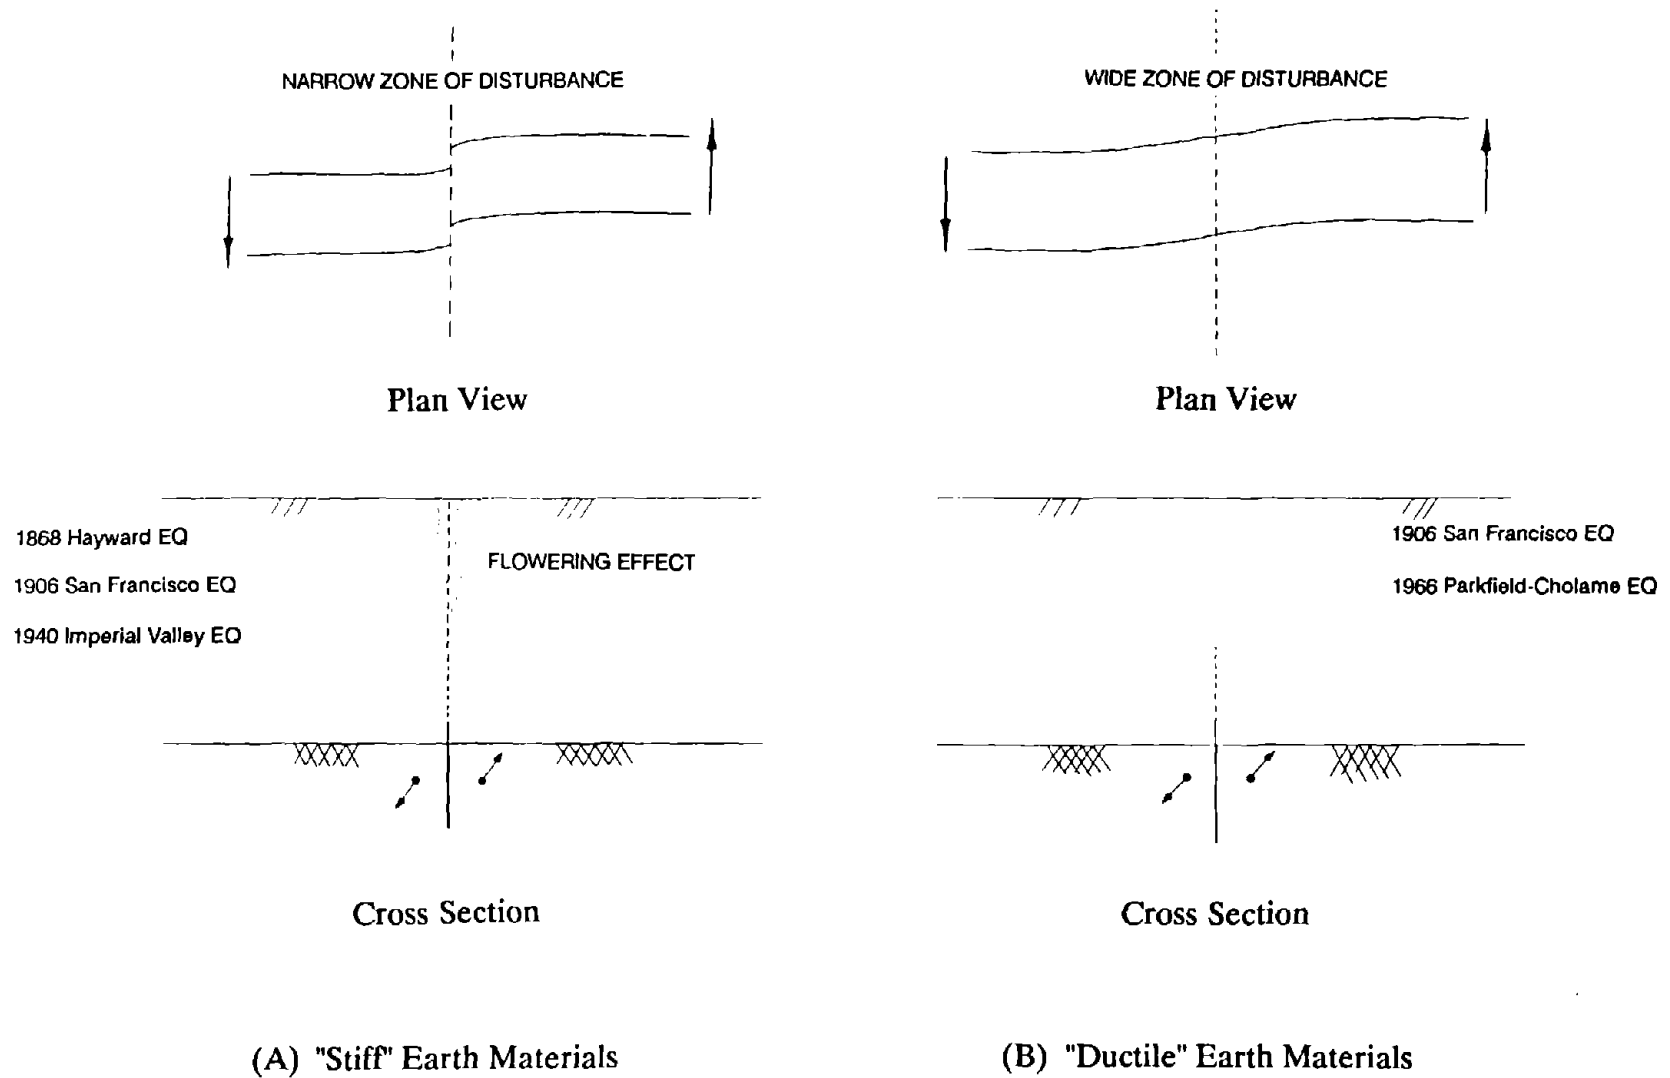 NARROW ZONE OF DISTURBANCE
Plan View
1868 Hayward EQ
1906 San Francisco EQ
1940 Imperial Valley EQ
FLOWERING EFFECT
Cross Section
(A) "Stiff" Earth Materials
WIDE ZONE OF DISTURBANCE
Plan View
1906 San Francisco EQ
1966 Parkfield-Cholame EQ
Cross Section
(B) "Ductile" Earth Materials